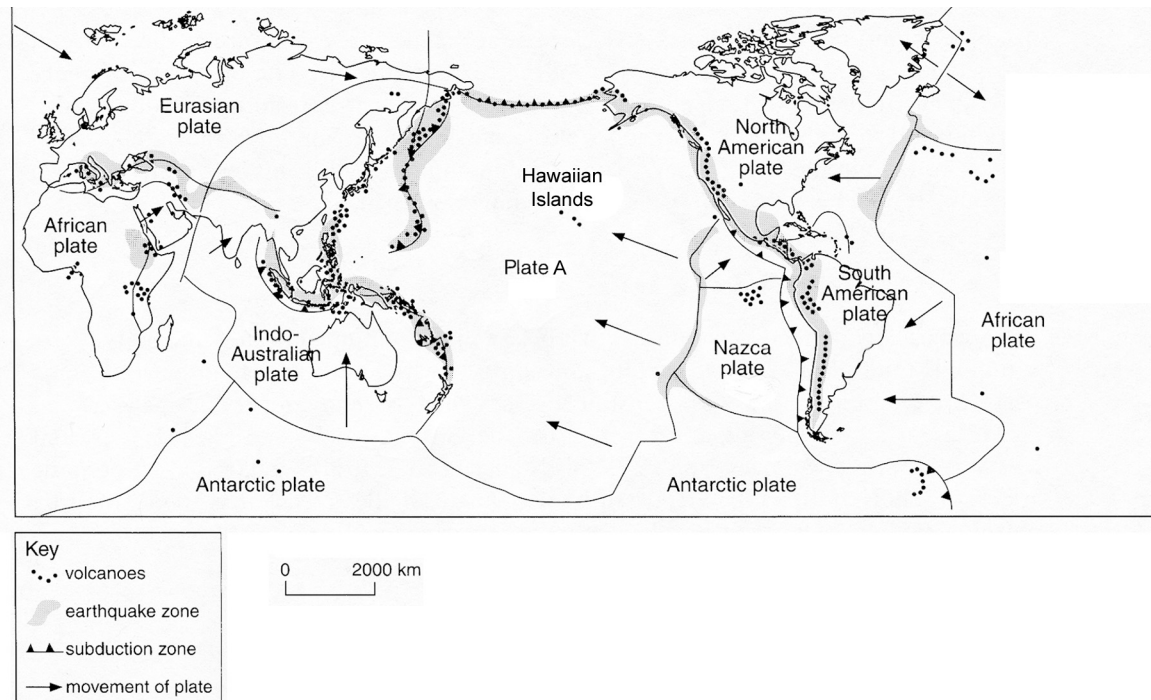 Eurasian
plate
North
American
plate
Hawaiian
Islands
African
plate
Plate A
South
American
plate
Indo-
Australian
plate
Nazca
plate
African
plate
Antarctic plate
Antarctic plate
Key
volcanoes
earthquake zone
subduction zone
movement of plate
0 2000 km